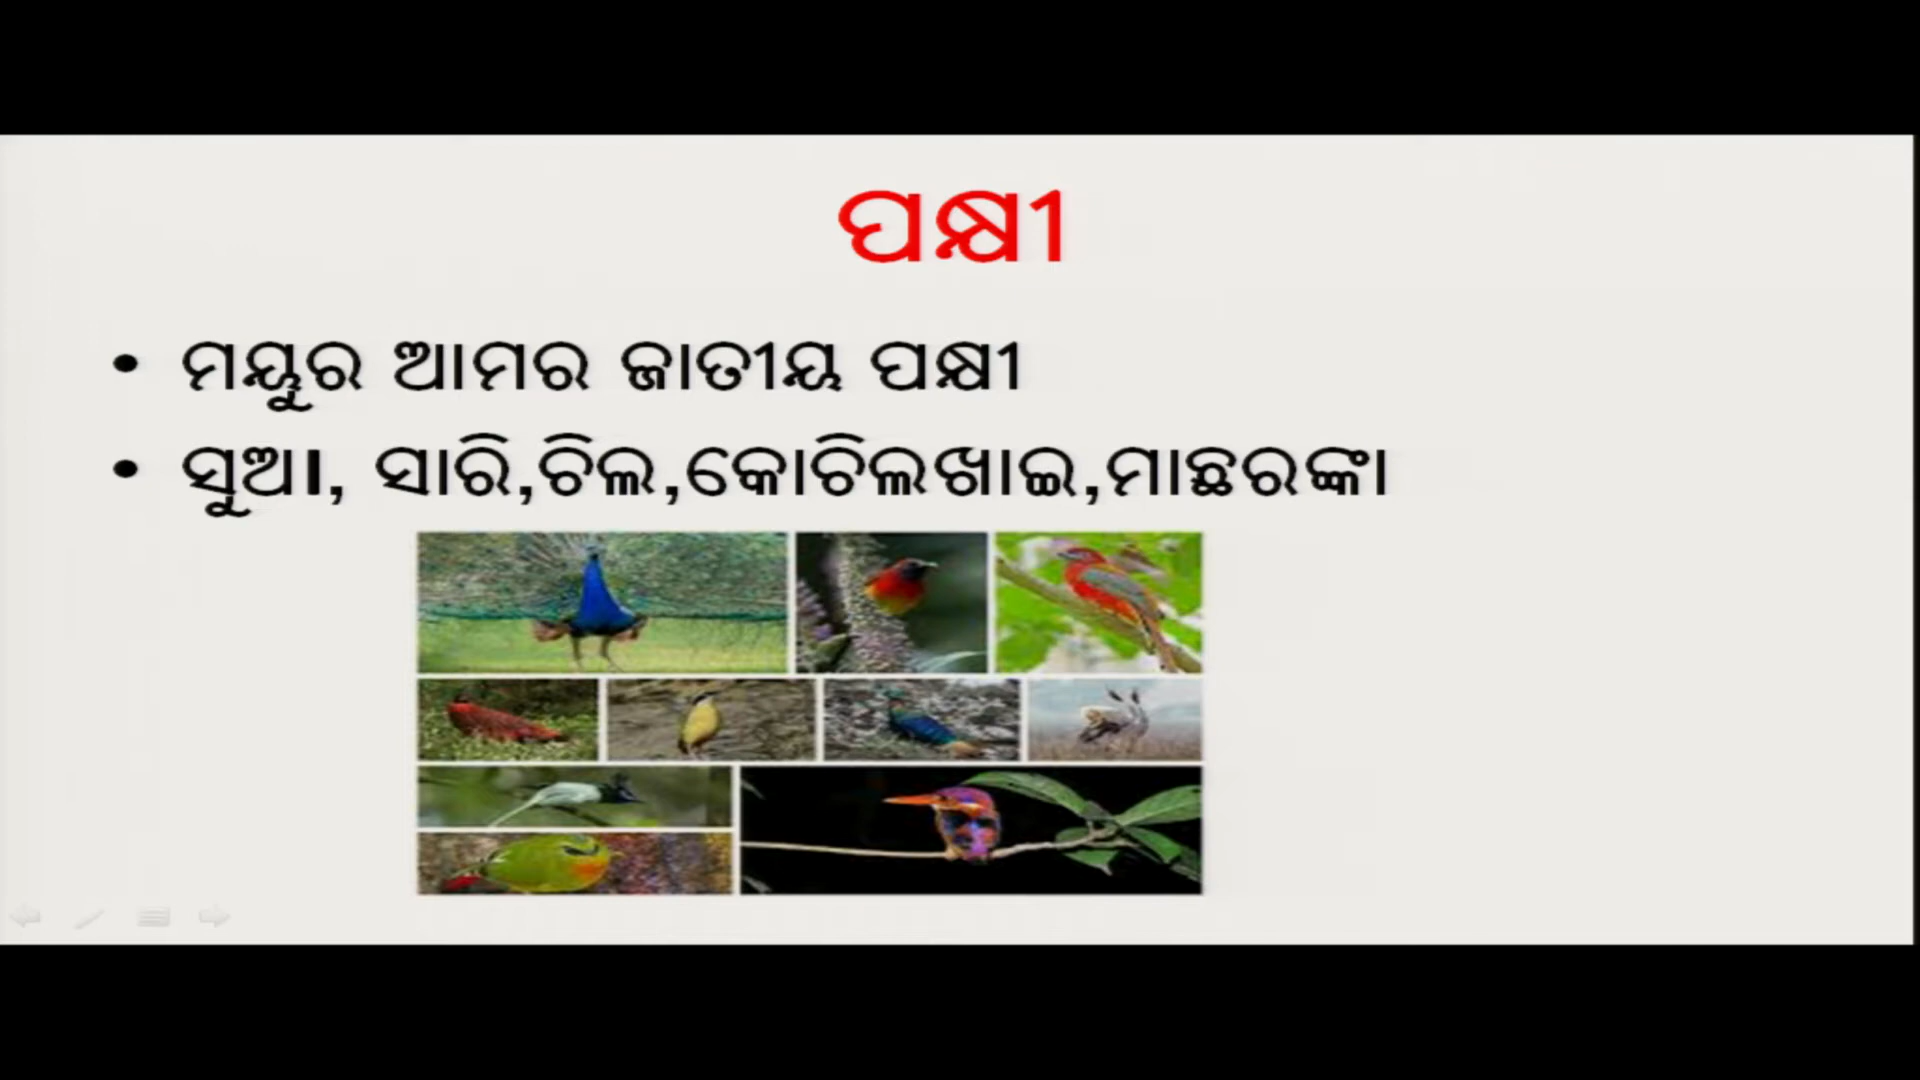 ପକ୍ଷୀ
• ମୟୁର ଆମର ଜାତୀୟ ପକ୍ଷୀ
• ସୁଆ, ସାରି,ଚିଲ,କୋଚିଲଖାଇ,ମାଛରଙ୍କା